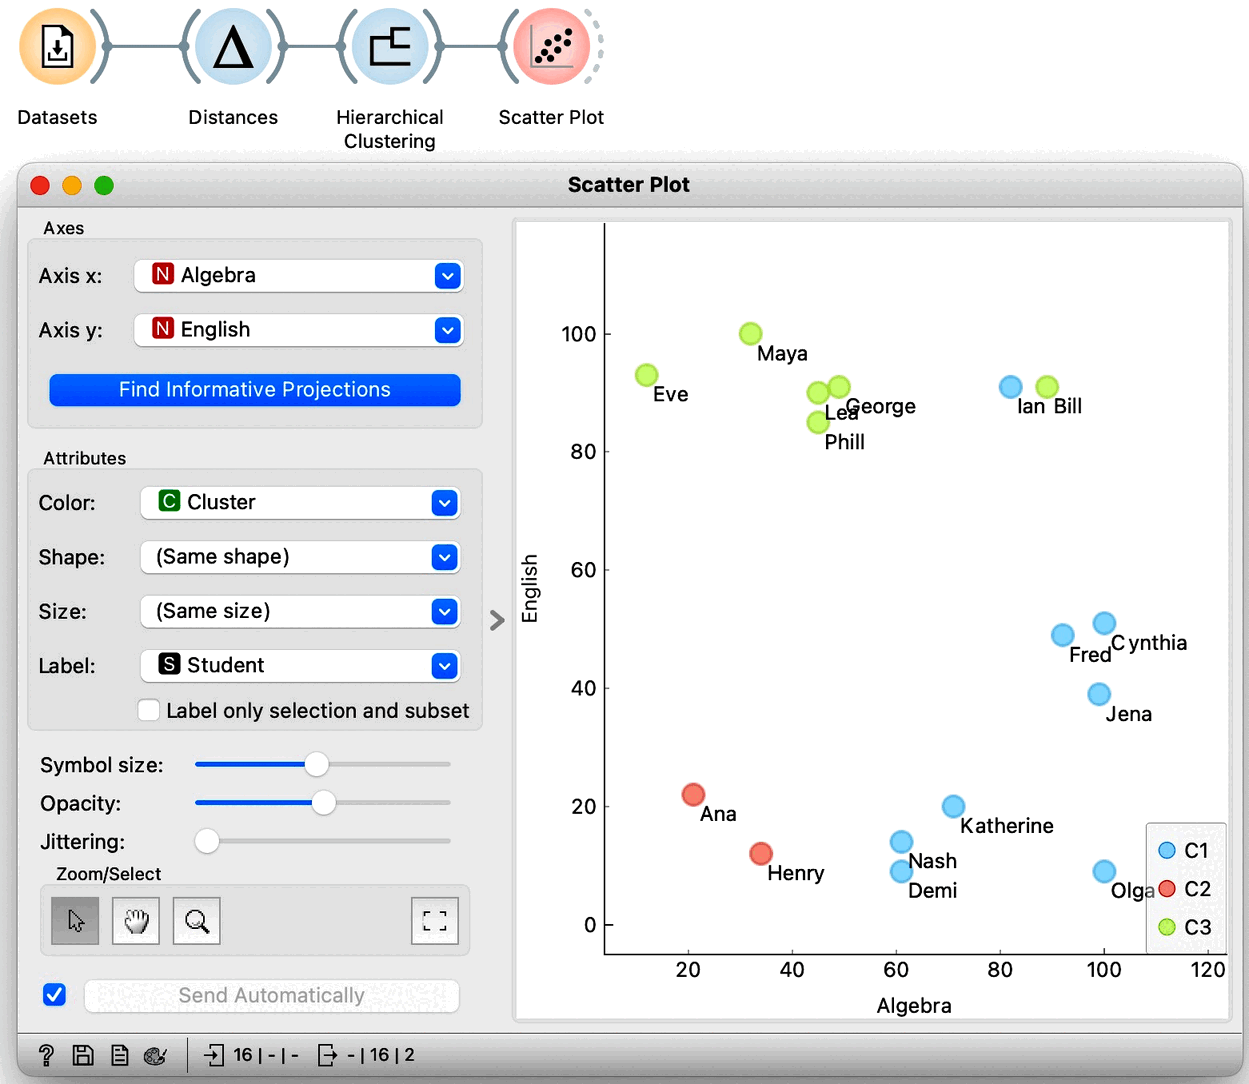 Datasets
Distances
Hierarchical
Clustering
Scatter Plot
Scatter Plot
Axes
Axis x:
N Algebra
Axis y:
N English
Find Informative Projections
Attributes
Color:
C Cluster
Shape:
(Same shape)
Size:
(Same size)
Label:
S Student
Label only selection and subset
Symbol size:
Opacity:
Jittering:
Zoom/Select
Send Automatically
? 16 | - | - - | 16 | 2
English
100
80
60
40
20
0
Maya
Eve
Lea
George
Phill
Ian
Bill
Cynthia
Fred
Jena
Ana
Katherine
Henry
Nash
Demi
Olga
C1
C2
C3
20
40
60
80
100
120
Algebra